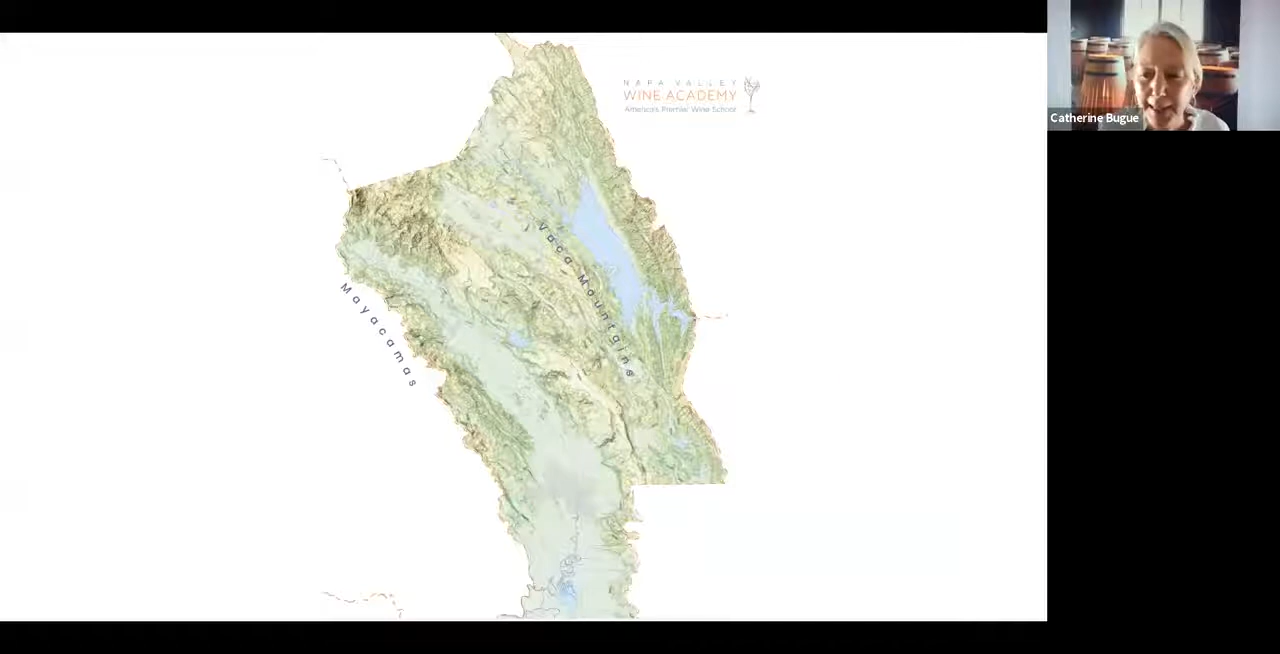 NAPA VALLEY
WINE ACADEMY
America's Premier Wine School
Catherine Bugue
Vaca Mountains
Mayacamas